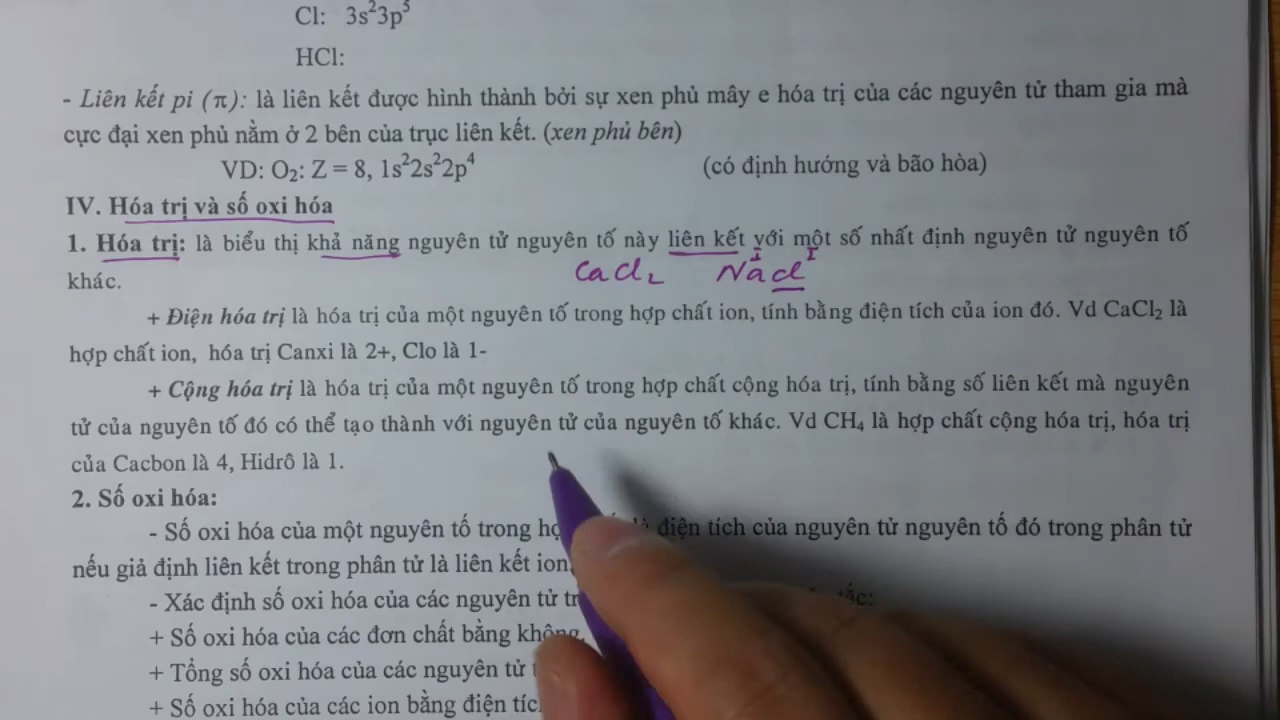 Cl: 3s²3p⁵
HCl:
- Liên kết pi (π): là liên kết được hình thành bởi sự xen phủ mây e hóa trị của các nguyên tử tham gia mà
cực đại xen phủ nằm ở 2 bên của trục liên kết. (xen phủ bên)
VD: O₂: Z = 8, 1s²2s²2p⁴ (có định hướng và bão hòa)
IV. Hóa trị và số oxi hóa
1. Hóa trị: là biểu thị khả năng nguyên tử nguyên tố này liên kết với một số nhất định nguyên tử nguyên tố
I I
khác. CaCl₂ NaCl
+ Điện hóa trị là hóa trị của một nguyên tố trong hợp chất ion, tính bằng điện tích của ion đó. Vd CaCl₂ là
hợp chất ion, hóa trị Canxi là 2+, Clo là 1-
+ Cộng hóa trị là hóa trị của một nguyên tố trong hợp chất cộng hóa trị, tính bằng số liên kết mà nguyên
tử của nguyên tố đó có thể tạo thành với nguyên tử của nguyên tố khác. Vd CH₄ là hợp chất cộng hóa trị, hóa trị
của Cacbon là 4, Hidrô là 1.
2. Số oxi hóa:
- Số oxi hóa của một nguyên tố trong điện tích của nguyên tử nguyên tố đó trong phân tử
nếu giả định liên kết trong phân tử là liên kết ion
- Xác định số oxi hóa của các nguyên tử
+ Số oxi hóa của các đơn chất bằng không.
+ Tổng số oxi hóa của các nguyên tử
+ Số oxi hóa của các ion bằng điện